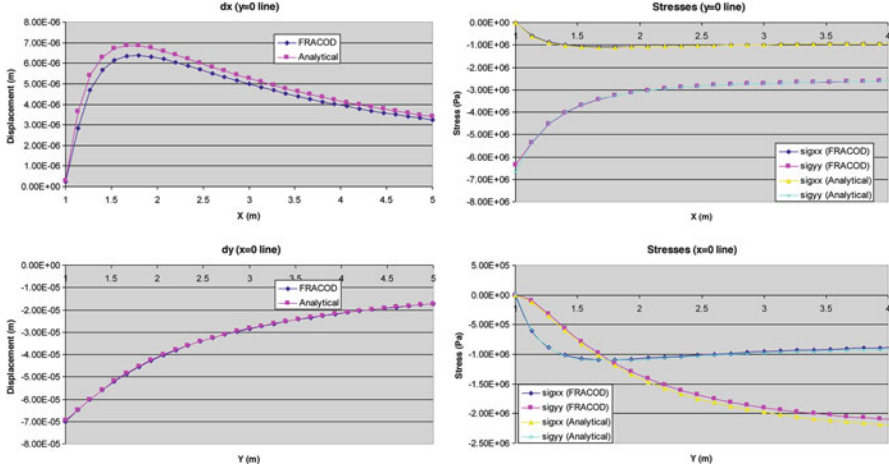 dx (y=0 line)
8.00E-06
7.00E-06
6.00E-06
5.00E-06
4.00E-06
3.00E-06
2.00E-06
1.00E-06
0.00E+00
Displacement (m)
FRACOD
Analytical
1 1.5 2 2.5 3 3.5 4 4.5 5
X (m)
Stresses (y=0 line)
0.00E+00
-1.00E+06
-2.00E+06
-3.00E+06
-4.00E+06
-5.00E+06
-6.00E+06
-7.00E+06
-8.00E+06
Stress (Pa)
1 1.5 2 2.5 3 3.5 4
sigxx (FRACOD)
sigyy (FRACOD)
sigxx (Analytical)
sigyy (Analytical)
X (m)
dy (x=0 line)
0.00E+00
-1.00E-05
-2.00E-05
-3.00E-05
-4.00E-05
-5.00E-05
-6.00E-05
-7.00E-05
-8.00E-05
Displacement (m)
1 1.5 2 2.5 3 3.5 4 4.5 5
FRACOD
Analytical
Y (m)
Stresses (x=0 line)
5.00E+05
0.00E+00
-5.00E+05
-1.00E+06
-1.50E+06
-2.00E+06
-2.50E+06
Stress (Pa)
1 1.5 2 2.5 3 3.5 4
sigxx (FRACOD)
sigyy (FRACOD)
sigxx (Analytical)
sigyy (Analytical)
Y (m)